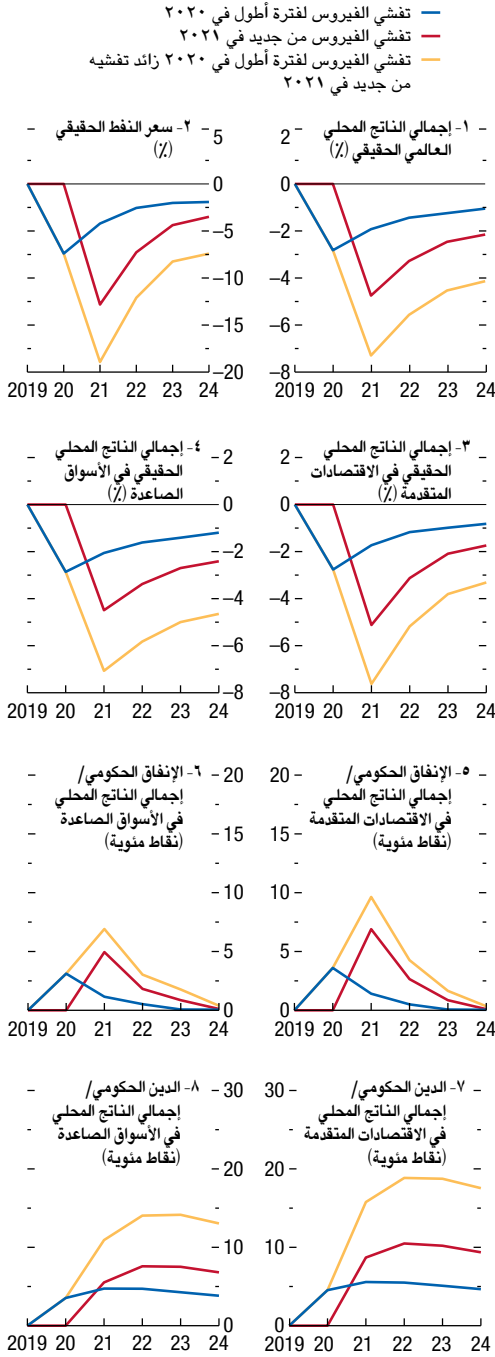 تفشي الفيروس لفترة أطول في ٢٠٢٠
تفشي الفيروس من جديد في ٢٠٢١
تفشي الفيروس لفترة أطول في ٢٠٢٠ زائد تفشيه
من جديد في ٢٠٢١
١- إجمالي الناتج المحلي
العالمي الحقيقي (٪)
2
0
–2
–4
–6
–8
2019 20 21 22 23 24
٢- سعر النفط الحقيقي
(٪)
5
0
–5
–10
–15
–20
2019 20 21 22 23 24
٣- إجمالي الناتج المحلي
الحقيقي في الاقتصادات
المتقدمة (٪)
2
0
–2
–4
–6
–8
2019 20 21 22 23 24
٤- إجمالي الناتج المحلي
الحقيقي في الأسواق
الصاعدة (٪)
2
0
–2
–4
–6
–8
2019 20 21 22 23 24
٥- الإنفاق الحكومي/
إجمالي الناتج المحلي
في الاقتصادات المتقدمة
(نقاط مئوية)
20
15
10
5
0
2019 20 21 22 23 24
٦- الإنفاق الحكومي/
إجمالي الناتج المحلي
في الأسواق الصاعدة
(نقاط مئوية)
20
15
10
5
0
2019 20 21 22 23 24
٧- الدين الحكومي/
إجمالي الناتج المحلي
في الاقتصادات المتقدمة
(نقاط مئوية)
30
20
10
0
2019 20 21 22 23 24
٨- الدين الحكومي/
إجمالي الناتج المحلي
في الأسواق الصاعدة
(نقاط مئوية)
30
20
10
0
2019 20 21 22 23 24